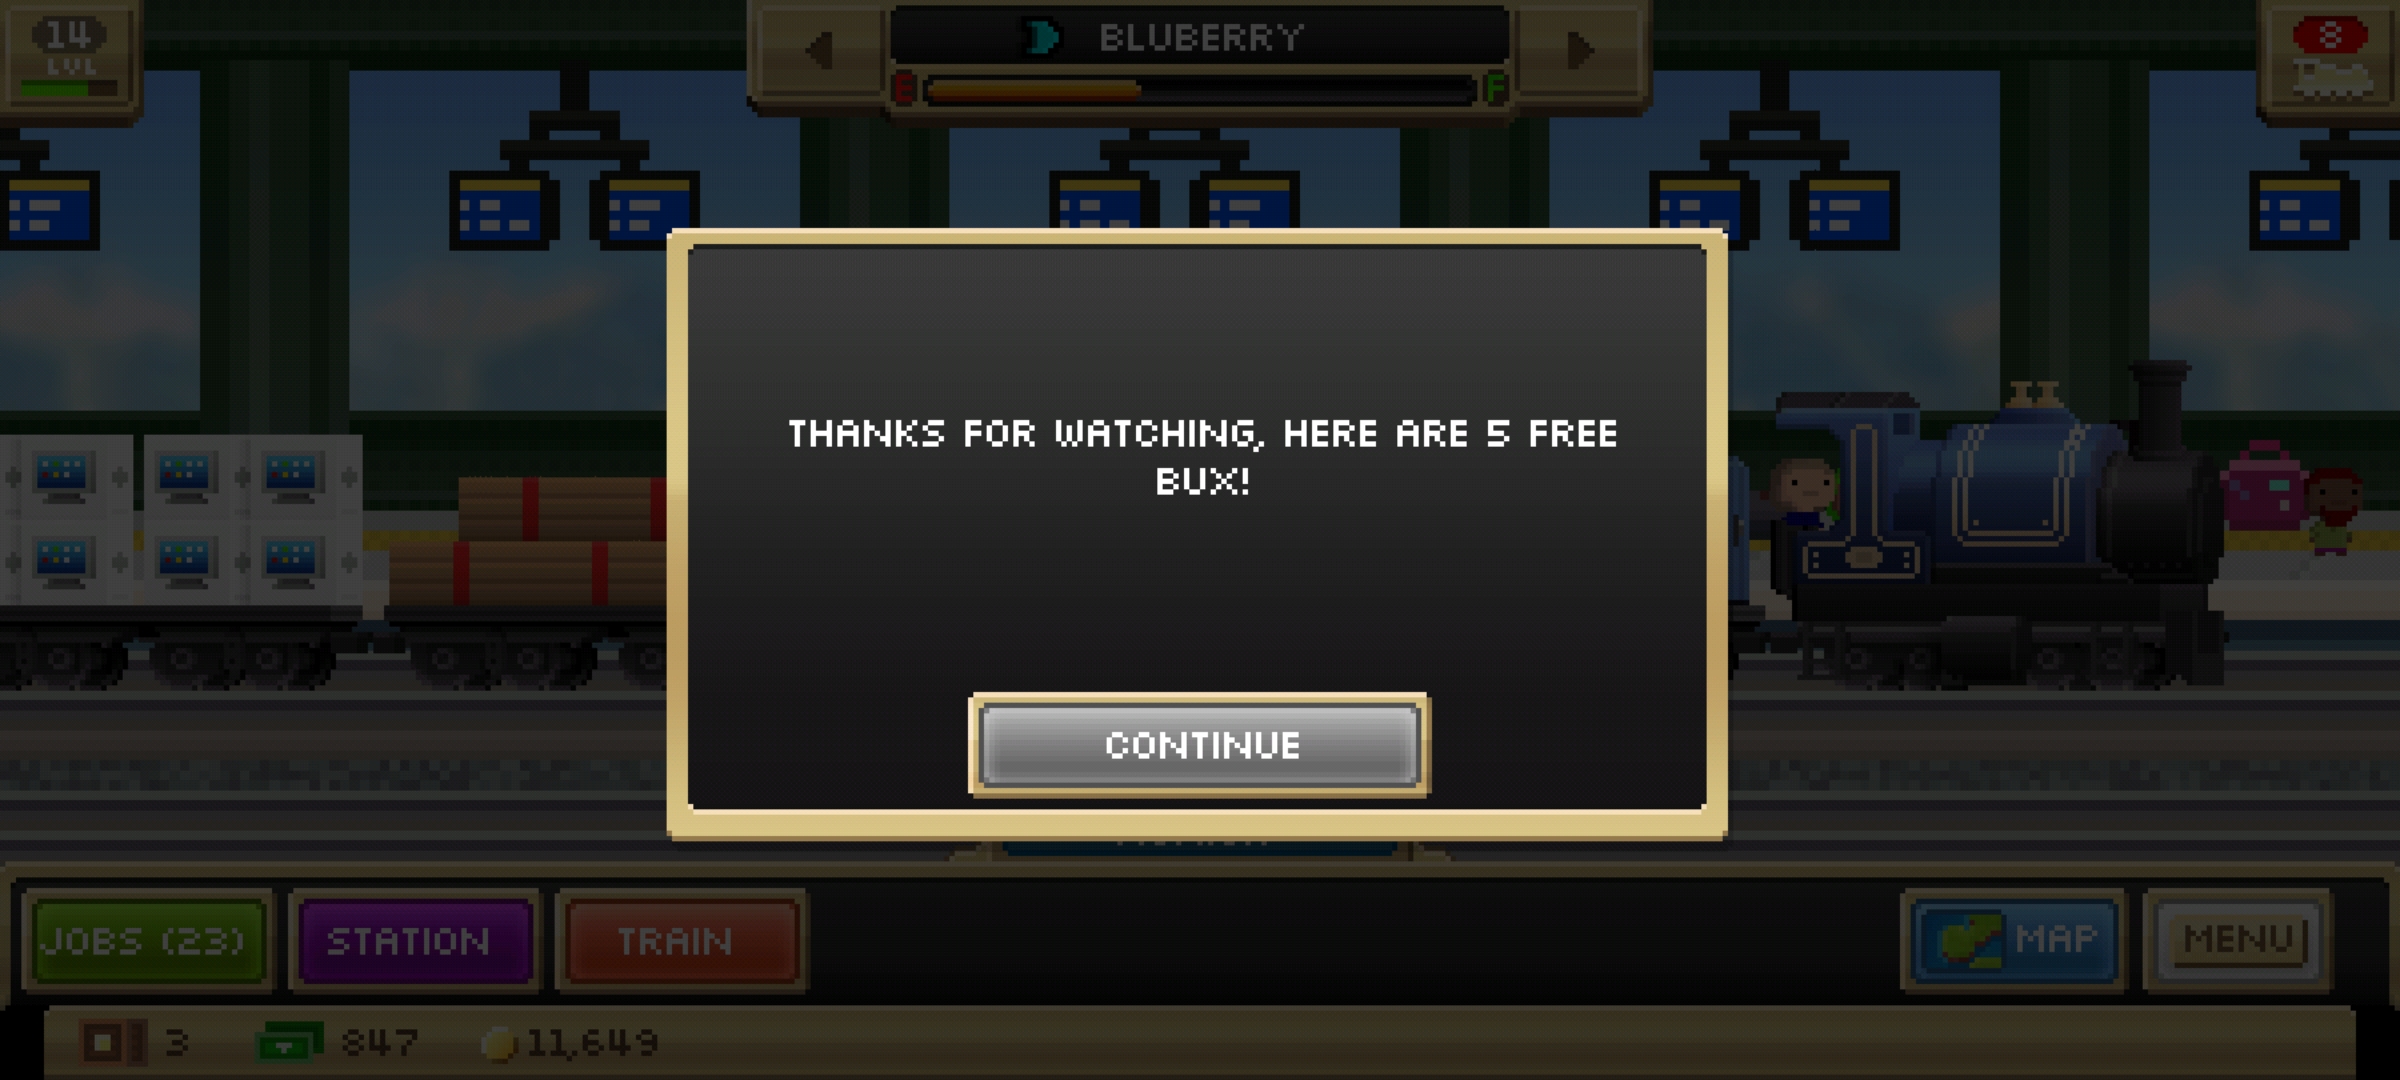 14
LVL
BLUBERRY
E F
8
THANKS FOR WATCHING, HERE ARE 5 FREE
BUX!
CONTINUE
JOBS (23) STATION TRAIN MAP MENU
3 847 11,649